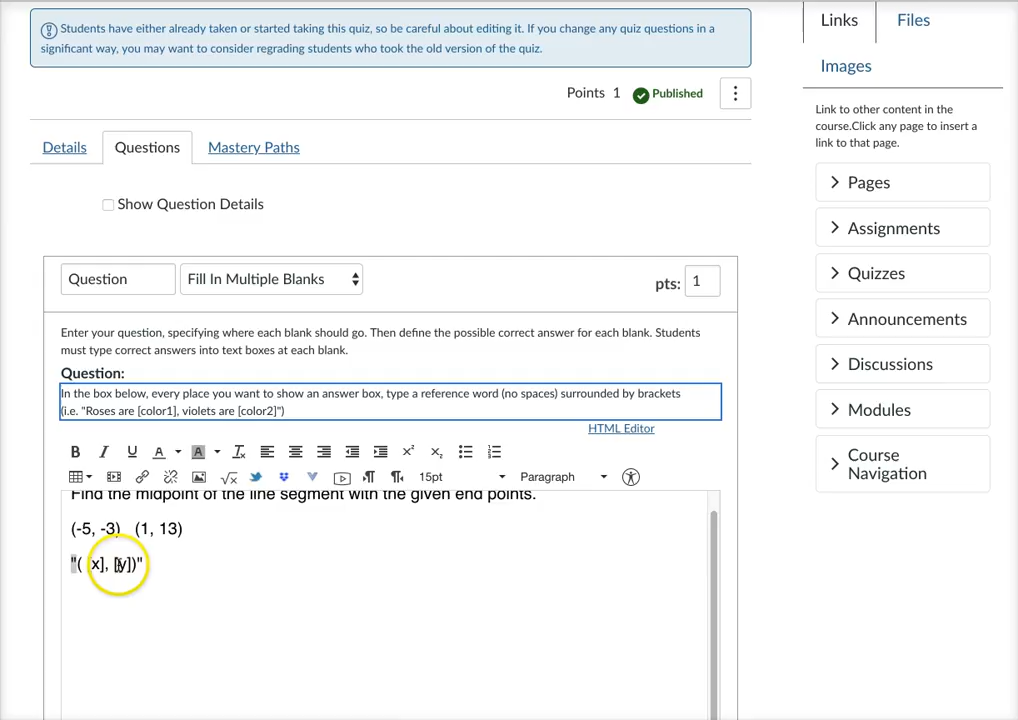 Students have either already taken or started taking this quiz, so be careful about editing it. If you change any quiz questions in a
significant way, you may want to consider regrading students who took the old version of the quiz.
Links Files
Images
Link to other content in the
course.Click any page to insert a
link to that page.
Pages
Assignments
Quizzes
Announcements
Discussions
Modules
Course
Navigation
Points 1 Published
Details Questions Mastery Paths
Show Question Details
Question Fill In Multiple Blanks pts: 1
Enter your question, specifying where each blank should go. Then define the possible correct answer for each blank. Students
must type correct answers into text boxes at each blank.
Question:
In the box below, every place you want to show an answer box, type a reference word (no spaces) surrounded by brackets
(i.e. "Roses are [color1], violets are [color2]")
HTML Editor
B I U A A
15pt Paragraph
Find the midpoint of the line segment with the given end points.
(-5, -3) (1, 13)
"( [x], [y])"